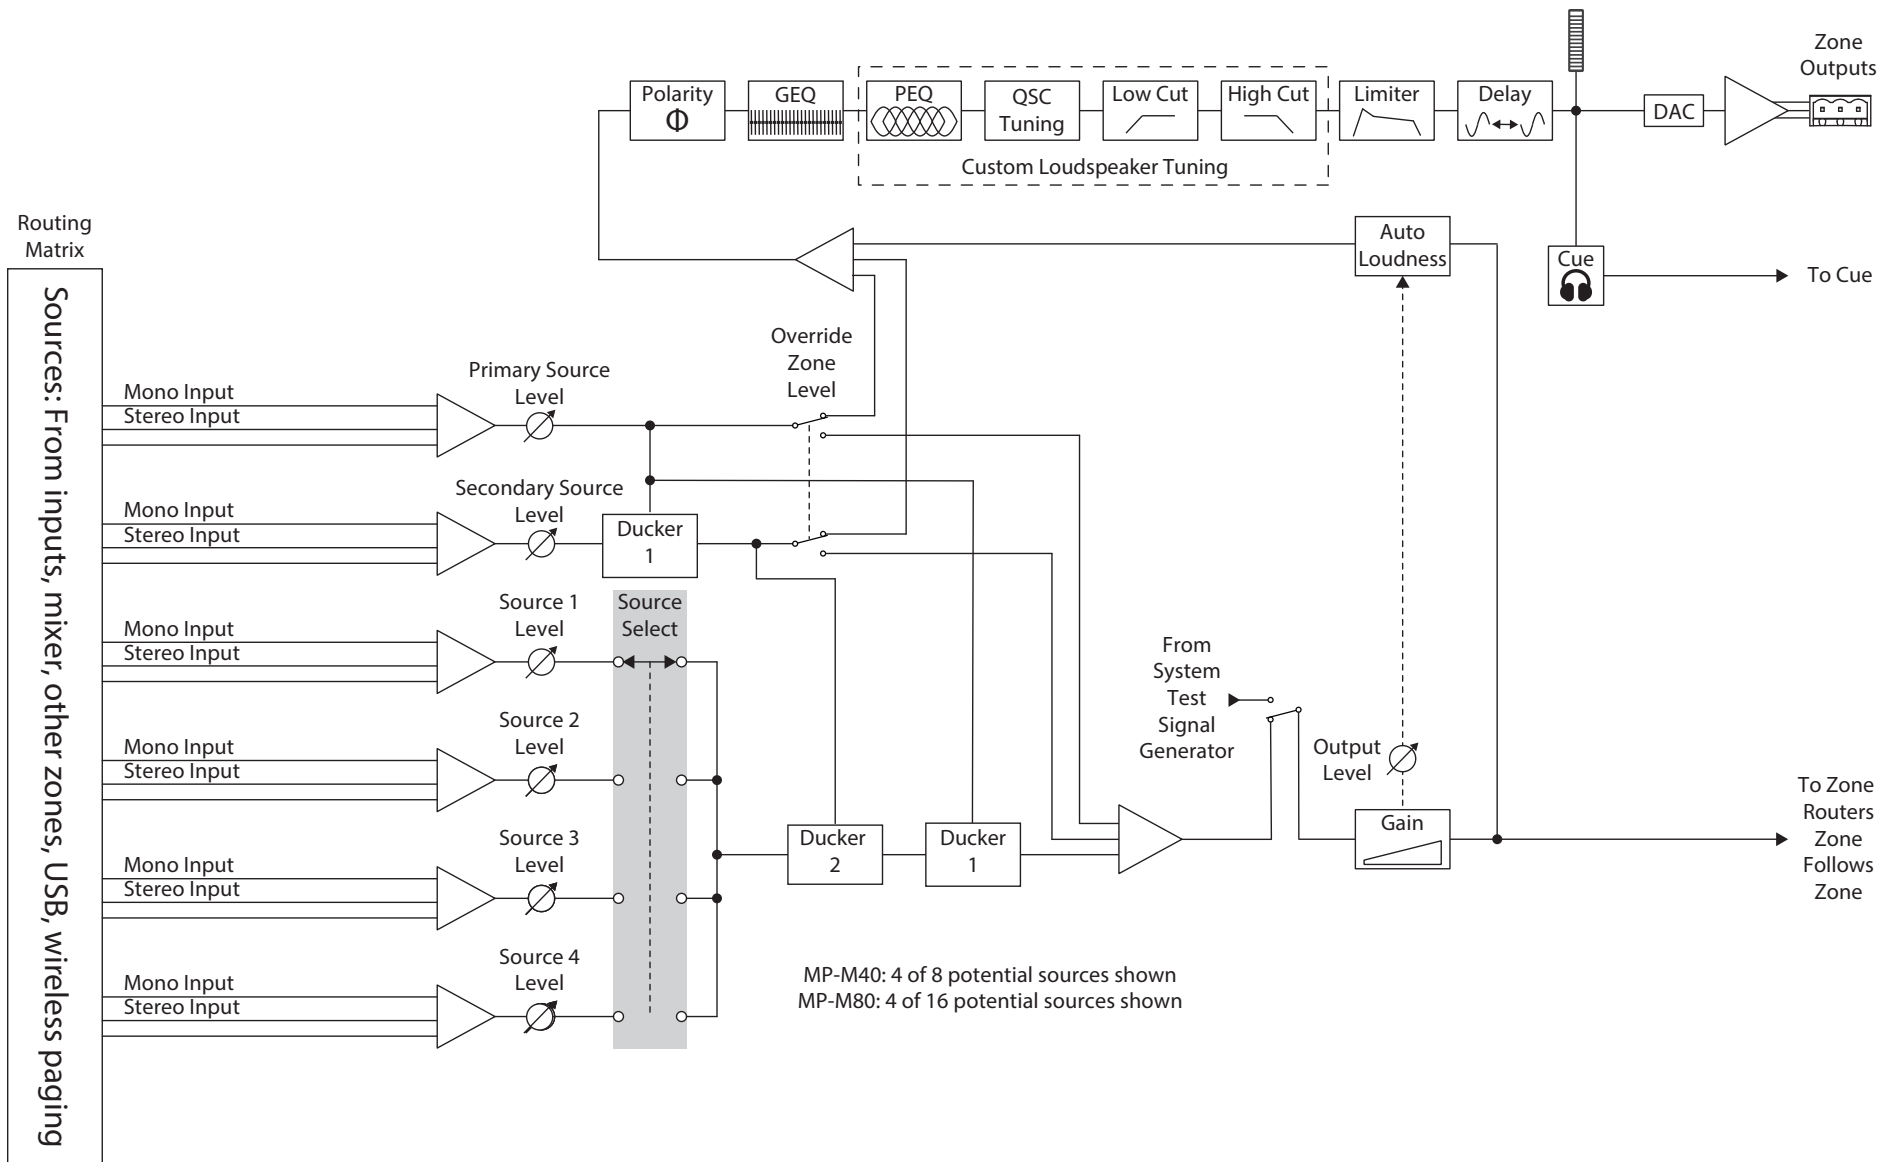 Zone
Outputs
Polarity
Φ
GEQ
PEQ
QSC
Tuning
Low Cut
High Cut
Limiter
Delay
DAC
Custom Loudspeaker Tuning
Routing
Matrix
Sources: From inputs, mixer, other zones, USB, wireless paging
Auto
Loudness
Cue
To Cue
Override
Zone
Level
Primary Source
Level
Mono Input
Stereo Input
Secondary Source
Level
Mono Input
Stereo Input
Ducker
1
Source 1
Level
Source
Select
Mono Input
Stereo Input
Source 2
Level
Mono Input
Stereo Input
Source 3
Level
Mono Input
Stereo Input
Source 4
Level
Mono Input
Stereo Input
Ducker
2
Ducker
1
From
System
Test
Signal
Generator
Output
Level
Gain
To Zone
Routers
Zone
Follows
Zone
MP-M40: 4 of 8 potential sources shown
MP-M80: 4 of 16 potential sources shown